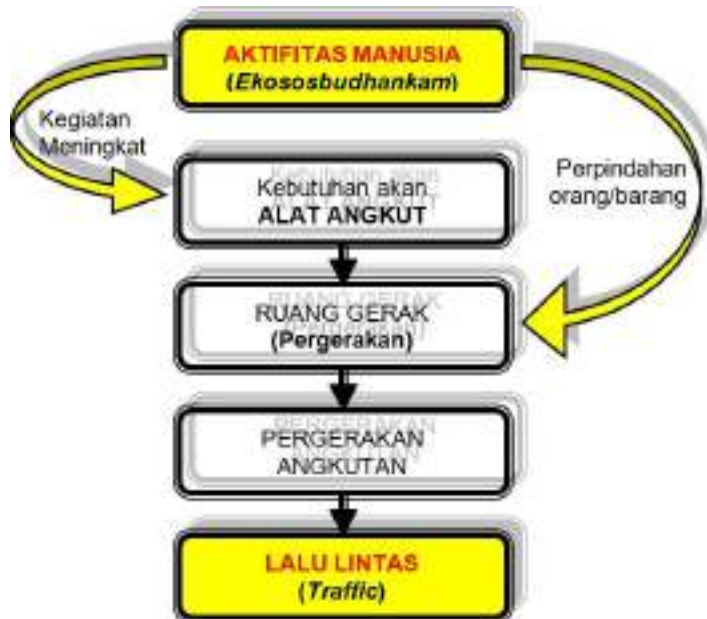 AKTIFITAS MANUSIA
(Ekososbudhankam)
Kegiatan
Meningkat
Kebutuhan akan
ALAT ANGKUT
Perpindahan
orang/barang
RUANG GERAK
(Pergerakan)
PERGERAKAN
ANGKUTAN
LALU LINTAS
(Traffic)